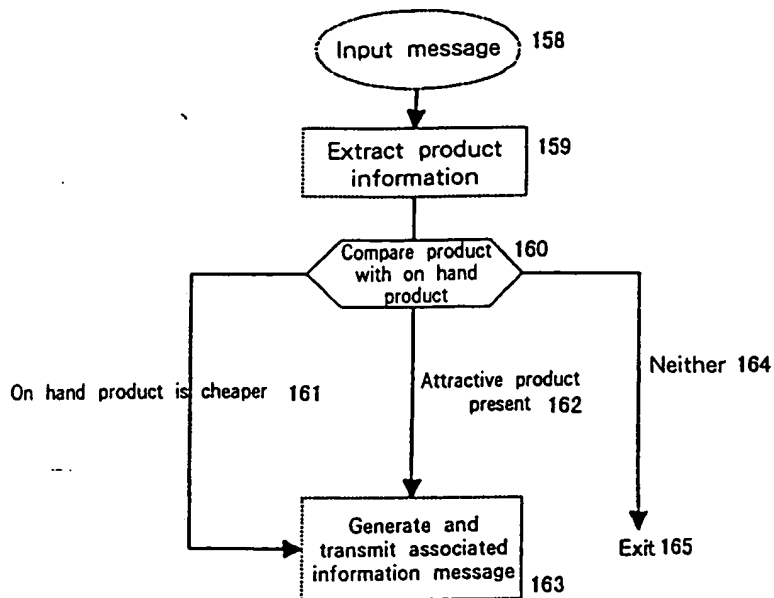 Input message 158
Extract product 159
information
Compare product 160
with on hand
product
Neither 164
On hand product is cheaper 161
Attractive product
present 162
Generate and
transmit associated
information message
163
Exit 165